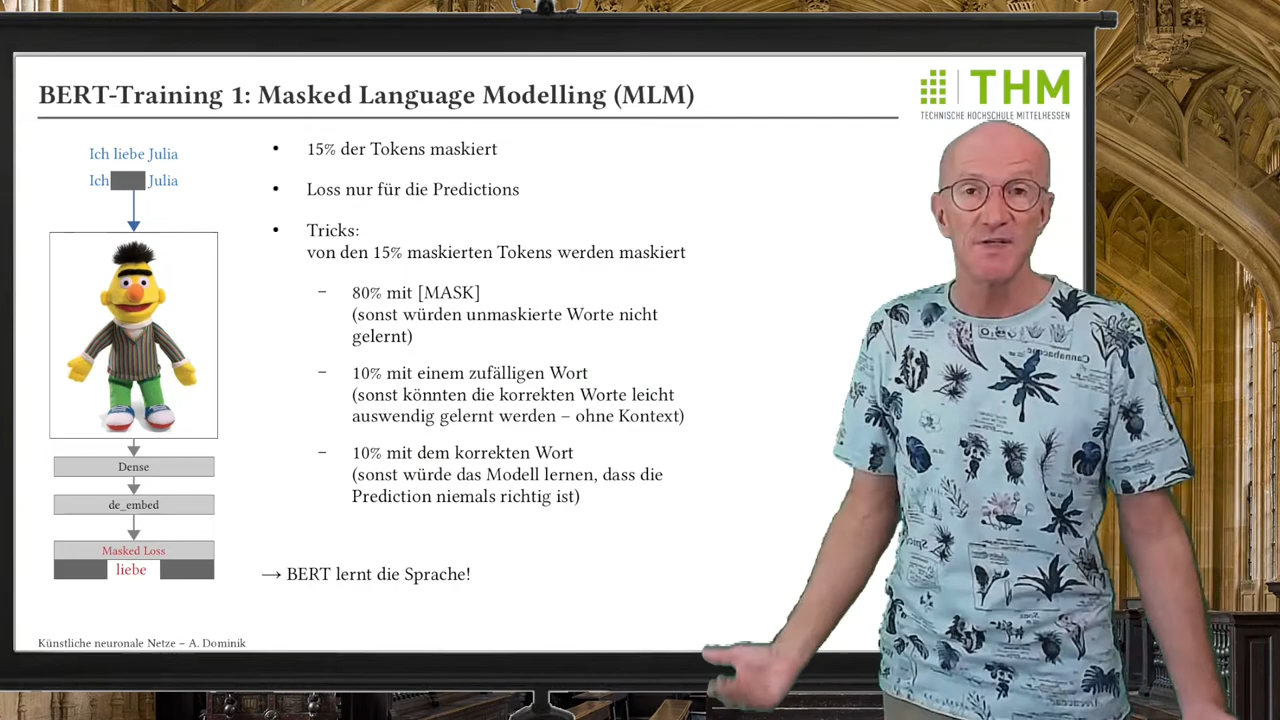 BERT-Training 1: Masked Language Modelling (MLM)
THM
TECHNISCHE HOCHSCHULE MITTELHESSEN
Ich liebe Julia
Ich Julia
Dense
de_embed
Masked Loss
liebe
• 15% der Tokens maskiert
• Loss nur für die Predictions
• Tricks:
von den 15% maskierten Tokens werden maskiert
– 80% mit [MASK]
(sonst würden unmaskierte Worte nicht
gelernt)
– 10% mit einem zufälligen Wort
(sonst könnten die korrekten Worte leicht
auswendig gelernt werden – ohne Kontext)
– 10% mit dem korrekten Wort
(sonst würde das Modell lernen, dass die
Prediction niemals richtig ist)
→ BERT lernt die Sprache!
Künstliche neuronale Netze – A. Dominik
Cannabaceae